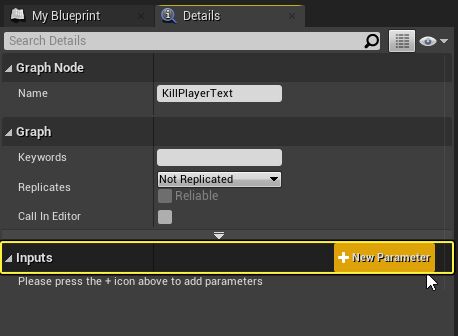 My Blueprint
Details
Search Details
Graph Node
Name
KillPlayerText
Graph
Keywords
Replicates
Not Replicated
Reliable
Call In Editor
Inputs
New Parameter
Please press the + icon above to add parameters